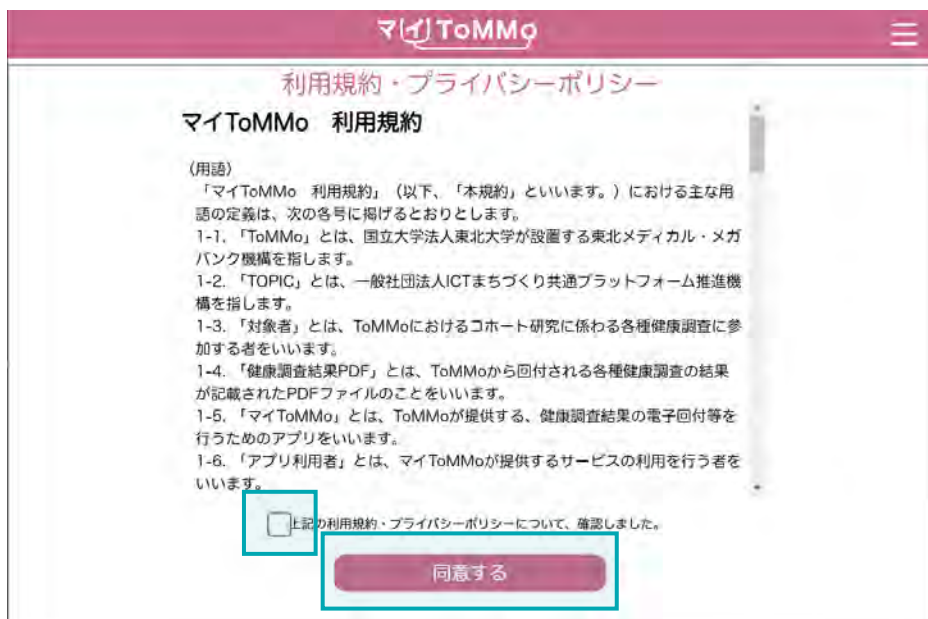 マイToMMo
利用規約・プライバシーポリシー
マイToMMo 利用規約
(用語)
「マイToMMo 利用規約」（以下、「本規約」といいます。）における主な用
語の定義は、次の各号に掲げるとおりとします。
1-1. 「ToMMo」とは、国立大学法人東北大学が設置する東北メディカル・メガ
バンク機構を指します。
1-2. 「TOPIC」とは、一般社団法人ICTまちづくり共通プラットフォーム推進機
構を指します。
1-3. 「対象者」とは、ToMMoにおけるコホート研究に係わる各種健康調査に参
加する者をいいます。
1-4. 「健康調査結果PDF」とは、ToMMoから回付される各種健康調査の結果
が記載されたPDFファイルのことをいいます。
1-5. 「マイToMMo」とは、ToMMoが提供する、健康調査結果の電子回付等を
行うためのアプリをいいます。
1-6. 「アプリ利用者」とは、マイToMMoが提供するサービスの利用を行う者を
いいます。
上記の利用規約・プライバシーポリシーについて、確認しました。
同意する